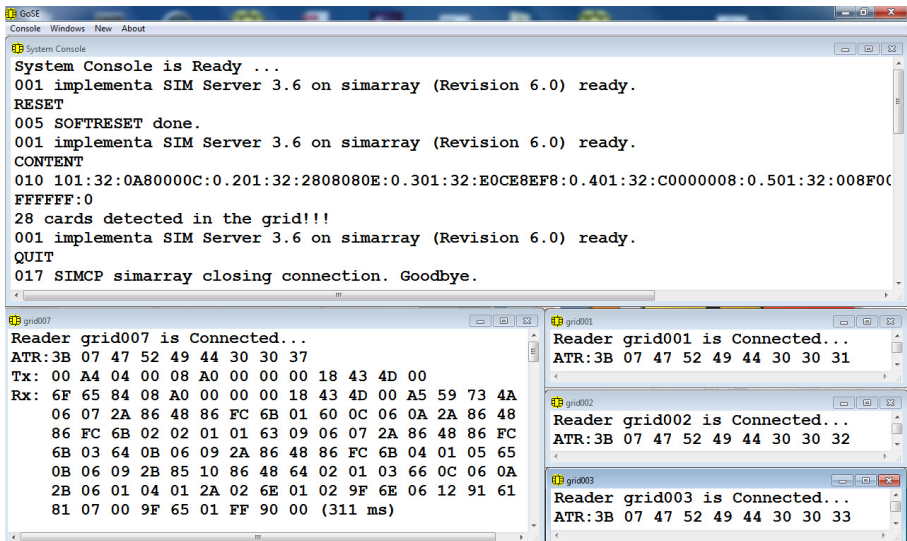 GoSE
Console Windows New About
System Console
System Console is Ready ...
001 implementa SIM Server 3.6 on simarray (Revision 6.0) ready.
RESET
005 SOFTRESET done.
001 implementa SIM Server 3.6 on simarray (Revision 6.0) ready.
CONTENT
010 101:32:0A80000C:0.201:32:2808080E:0.301:32:E0CE8EF8:0.401:32:C0000008:0.501:32:008F00
FFFFFF:0
28 cards detected in the grid!!!
001 implementa SIM Server 3.6 on simarray (Revision 6.0) ready.
QUIT
017 SIMCP simarray closing connection. Goodbye.
grid007
Reader grid007 is Connected...
ATR:3B 07 47 52 49 44 30 30 37
Tx: 00 A4 04 00 08 A0 00 00 00 18 43 4D 00
Rx: 6F 65 84 08 A0 00 00 00 18 43 4D 00 A5 59 73 4A
06 07 2A 86 48 86 FC 6B 01 60 0C 06 0A 2A 86 48
86 FC 6B 02 02 01 01 63 09 06 07 2A 86 48 86 FC
6B 03 64 0B 06 09 2A 86 48 86 FC 6B 04 01 05 65
0B 06 09 2B 85 10 86 48 64 02 01 03 66 0C 06 0A
2B 06 01 04 01 2A 02 6E 01 02 9F 6E 06 12 91 61
81 07 00 9F 65 01 FF 90 00 (311 ms)
grid001
Reader grid001 is Connected...
ATR:3B 07 47 52 49 44 30 30 31
grid002
Reader grid002 is Connected...
ATR:3B 07 47 52 49 44 30 30 32
grid003
Reader grid003 is Connected...
ATR:3B 07 47 52 49 44 30 30 33